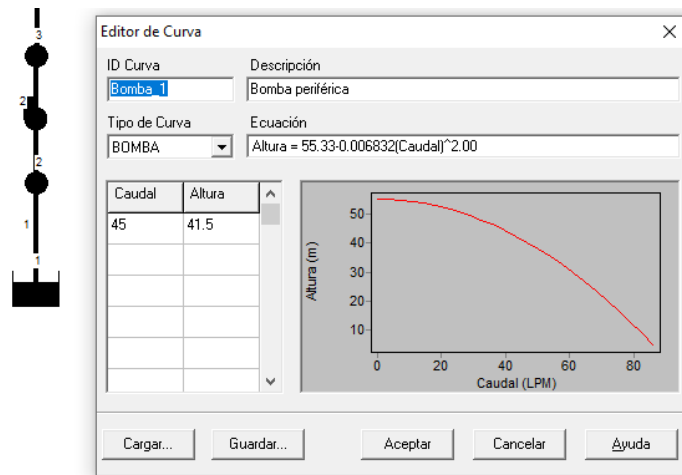 3
2
2
1
1
Editor de Curva
ID Curva Descripción
Bomba_1 Bomba periférica
Tipo de Curva Ecuación
BOMBA Altura = 55.33-0.006832(Caudal)^2.00
Caudal Altura
45 41.5
Altura (m)
50
40
30
20
10
0 20 40 60 80
Caudal (LPM)
Cargar... Guardar... Aceptar Cancelar Ayuda